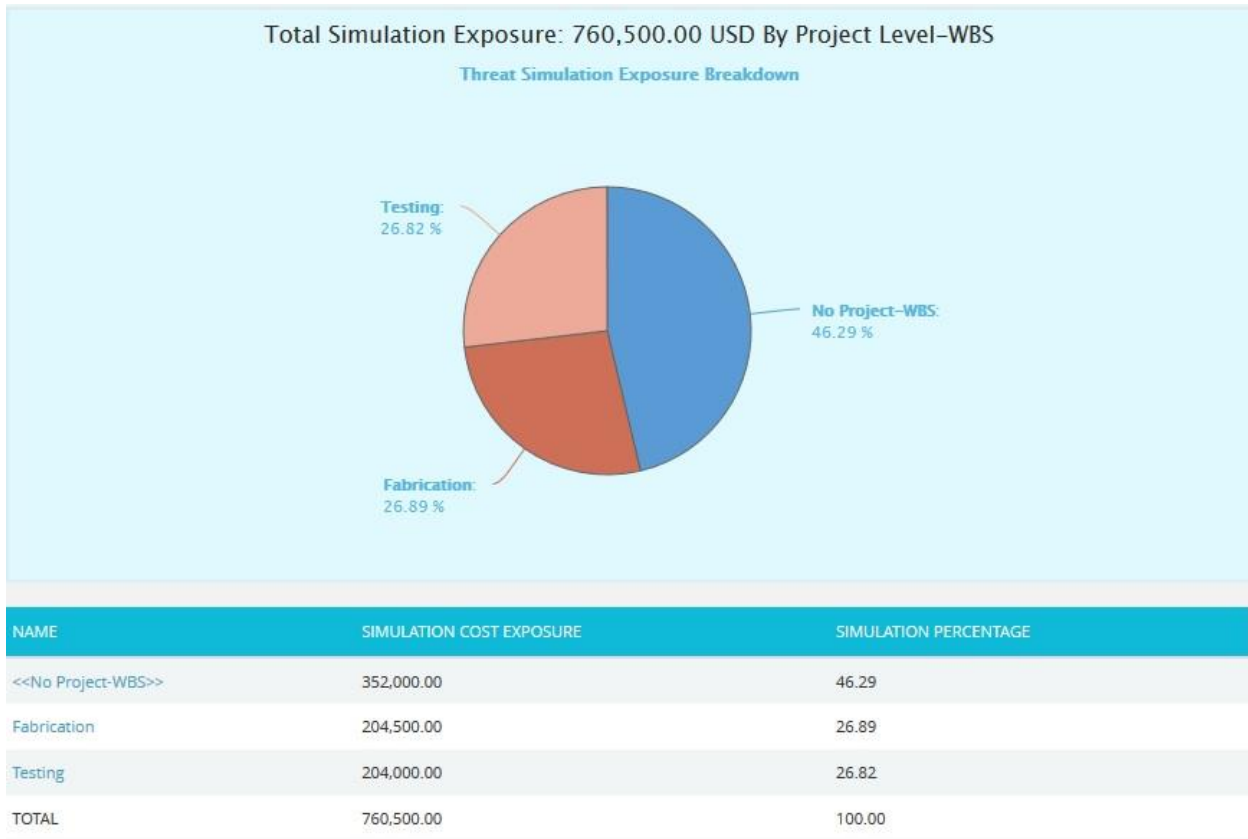 Total Simulation Exposure: 760,500.00 USD By Project Level-WBS
Threat Simulation Exposure Breakdown
Testing:
26.82 %
No Project-WBS:
46.29 %
Fabrication:
26.89 %
NAME SIMULATION COST EXPOSURE SIMULATION PERCENTAGE
<<No Project-WBS>> 352,000.00 46.29
Fabrication 204,500.00 26.89
Testing 204,000.00 26.82
TOTAL 760,500.00 100.00